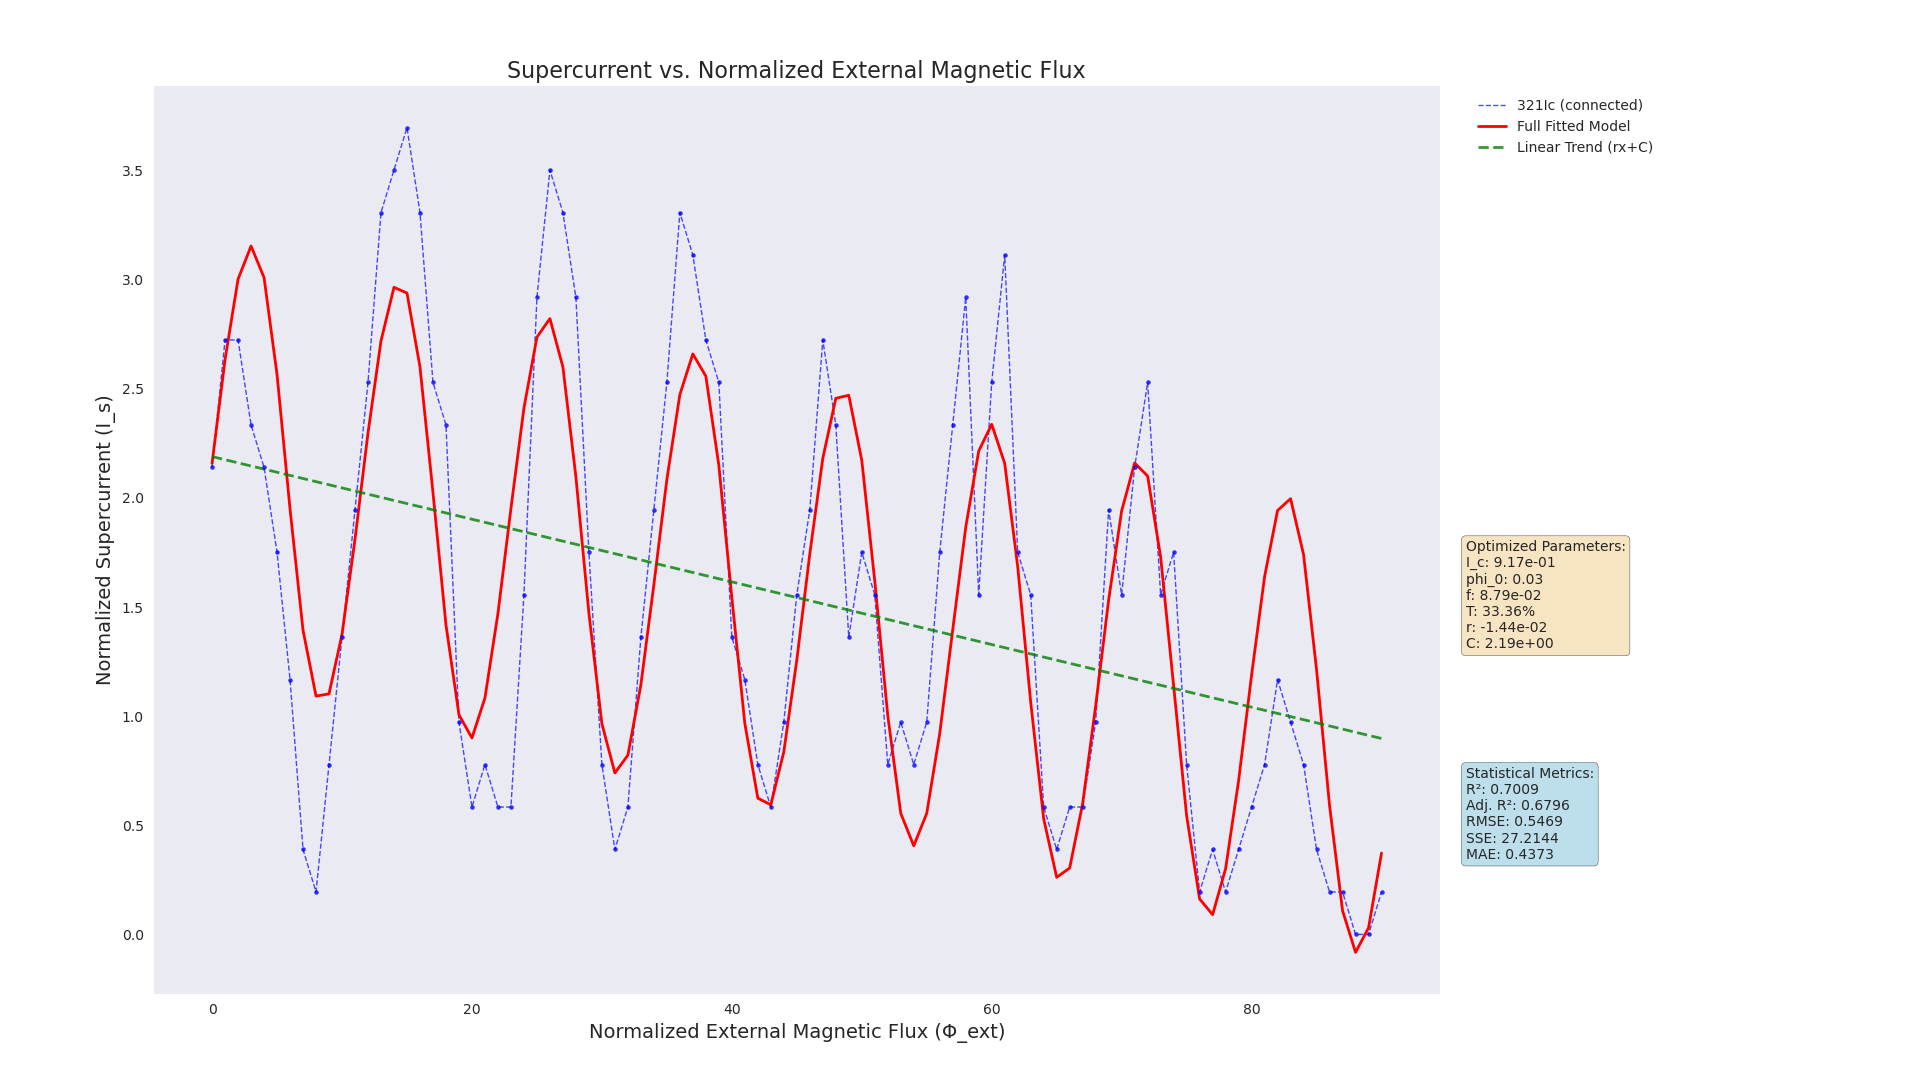 Supercurrent vs. Normalized External Magnetic Flux
321Ic (connected)
Full Fitted Model
Linear Trend (rx+C)
Normalized Supercurrent (I_s)
3.5
3.0
2.5
2.0
1.5
1.0
0.5
0.0
0
20
40
60
80
Normalized External Magnetic Flux (Φ_ext)
Optimized Parameters:
I_c: 9.17e-01
phi_0: 0.03
f: 8.79e-02
T: 33.36%
r: -1.44e-02
C: 2.19e+00
Statistical Metrics:
R²: 0.7009
Adj. R²: 0.6796
RMSE: 0.5469
SSE: 27.2144
MAE: 0.4373